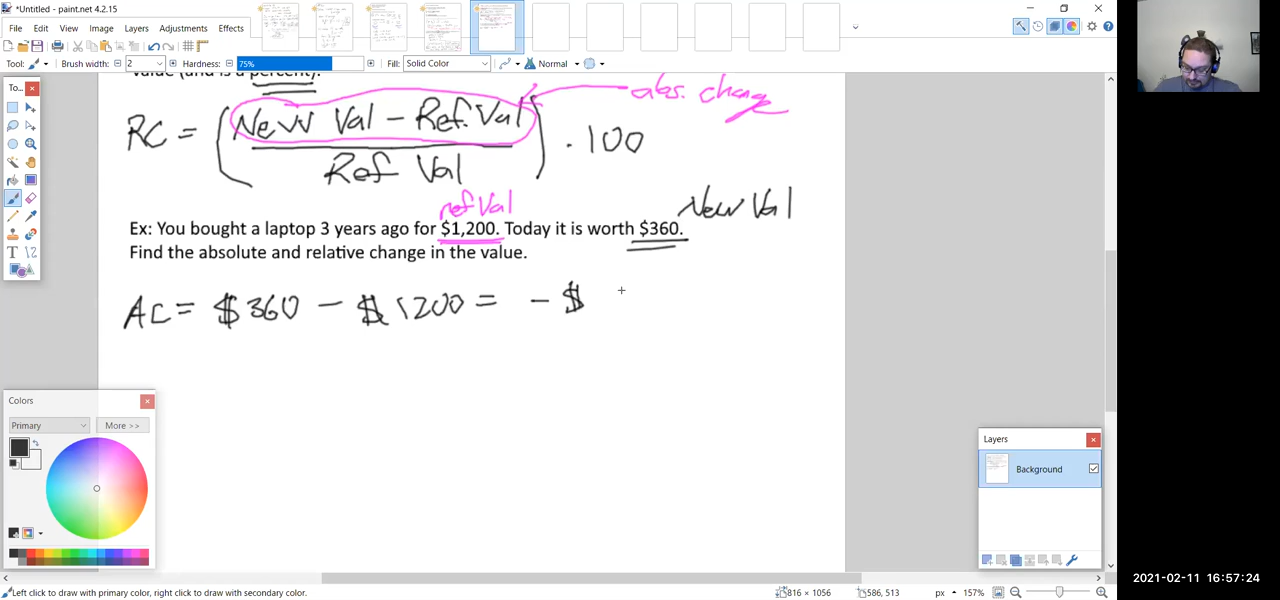 *Untitled - paint.net 4.2.15
File Edit View Image Layers Adjustments Effects
Tool: Brush width: 2 Hardness: 75% Fill: Solid Color Normal
To...
value (and is a percent).
abs. change
RC = (New Val - Ref. Val / Ref Val) · 100
ref Val
New Val
Ex: You bought a laptop 3 years ago for $1,200. Today it is worth $360.
Find the absolute and relative change in the value.
AC = $360 - $1200 = - $
Colors
Primary
More >>
Layers
Background
2021-02-11 16:57:24
Left click to draw with primary color, right click to draw with secondary color.
816 × 1056
586, 513
px
157%